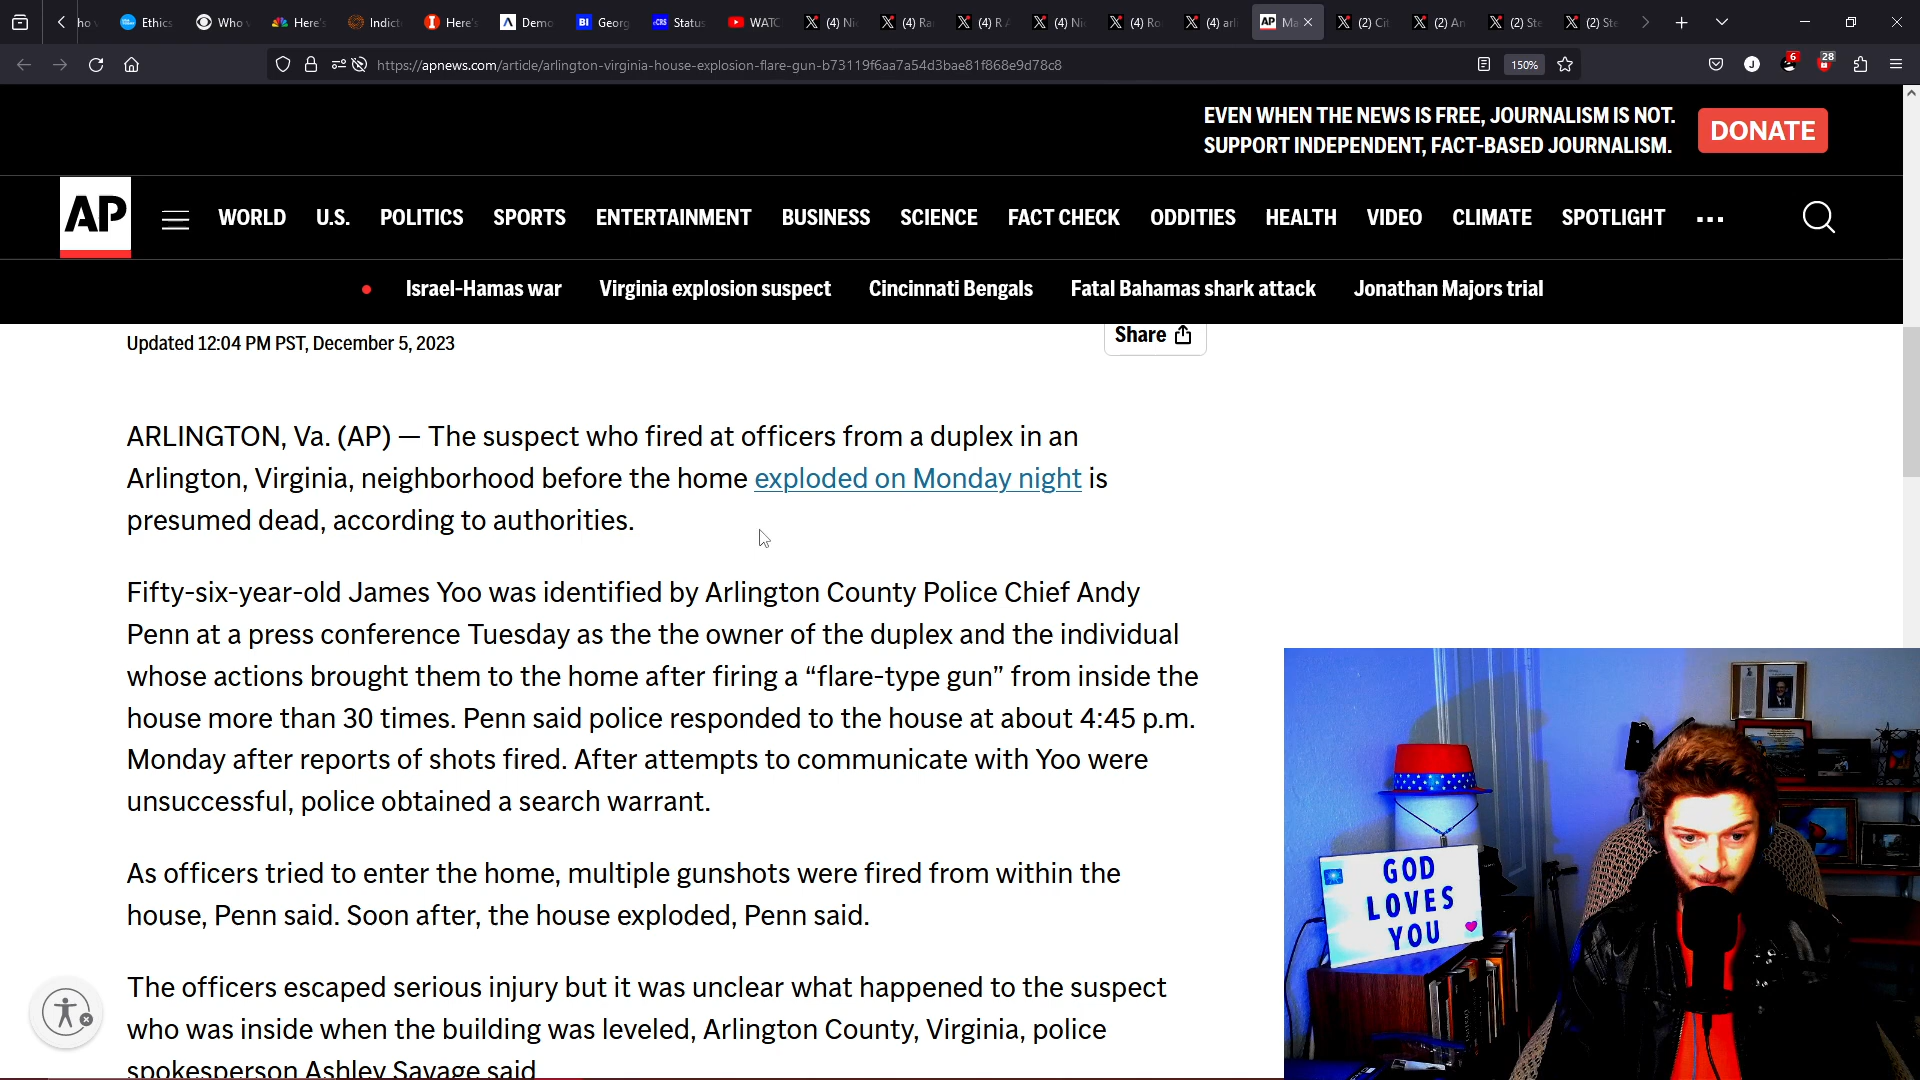 ho v
Ethics
Who v
Here's
Indict
Here's
Demo
BI Georg
CRS Status
WATC
(4) Nic
(4) Ra
(4) R A
(4) Nic
(4) Ro
(4) arl
AP Ma
(2) Cit
(2) An
(2) Ste
(2) Ste
https://apnews.com/article/arlington-virginia-house-explosion-flare-gun-b73119f6aa7a54d3bae81f868e9d78c8
150%
J
6
28
EVEN WHEN THE NEWS IS FREE, JOURNALISM IS NOT.
SUPPORT INDEPENDENT, FACT-BASED JOURNALISM.
DONATE
AP
WORLD U.S. POLITICS SPORTS ENTERTAINMENT BUSINESS SCIENCE FACT CHECK ODDITIES HEALTH VIDEO CLIMATE SPOTLIGHT ...
Israel-Hamas war Virginia explosion suspect Cincinnati Bengals Fatal Bahamas shark attack Jonathan Majors trial
Updated 12:04 PM PST, December 5, 2023
Share
ARLINGTON, Va. (AP) — The suspect who fired at officers from a duplex in an
Arlington, Virginia, neighborhood before the home exploded on Monday night is
presumed dead, according to authorities.
Fifty-six-year-old James Yoo was identified by Arlington County Police Chief Andy
Penn at a press conference Tuesday as the the owner of the duplex and the individual
whose actions brought them to the home after firing a “flare-type gun” from inside the
house more than 30 times. Penn said police responded to the house at about 4:45 p.m.
Monday after reports of shots fired. After attempts to communicate with Yoo were
unsuccessful, police obtained a search warrant.
As officers tried to enter the home, multiple gunshots were fired from within the
house, Penn said. Soon after, the house exploded, Penn said.
The officers escaped serious injury but it was unclear what happened to the suspect
who was inside when the building was leveled, Arlington County, Virginia, police
spokesperson Ashley Savage said
GOD
LOVES
YOU